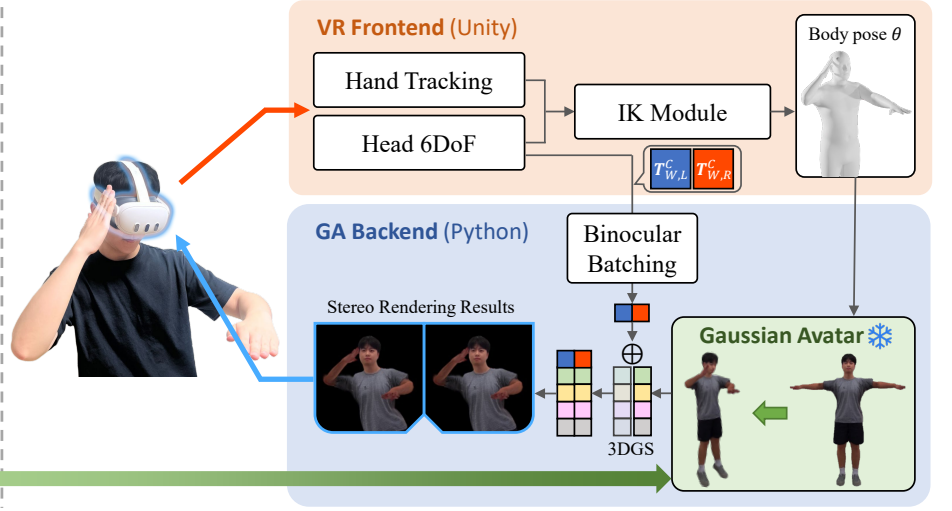 VR Frontend (Unity)
Hand Tracking
Head 6DoF
IK Module
Body pose θ
T^C_{W,L} T^C_{W,R}
GA Backend (Python)
Binocular
Batching
Stereo Rendering Results
3DGS
Gaussian Avatar